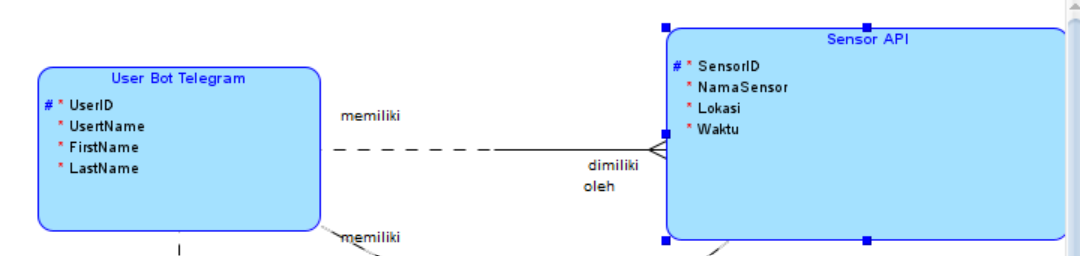 User Bot Telegram
# * UserID
* UsertName
* FirstName
* LastName
memiliki
dimiliki
oleh
memiliki
Sensor API
# * SensorID
* NamaSensor
* Lokasi
* Waktu